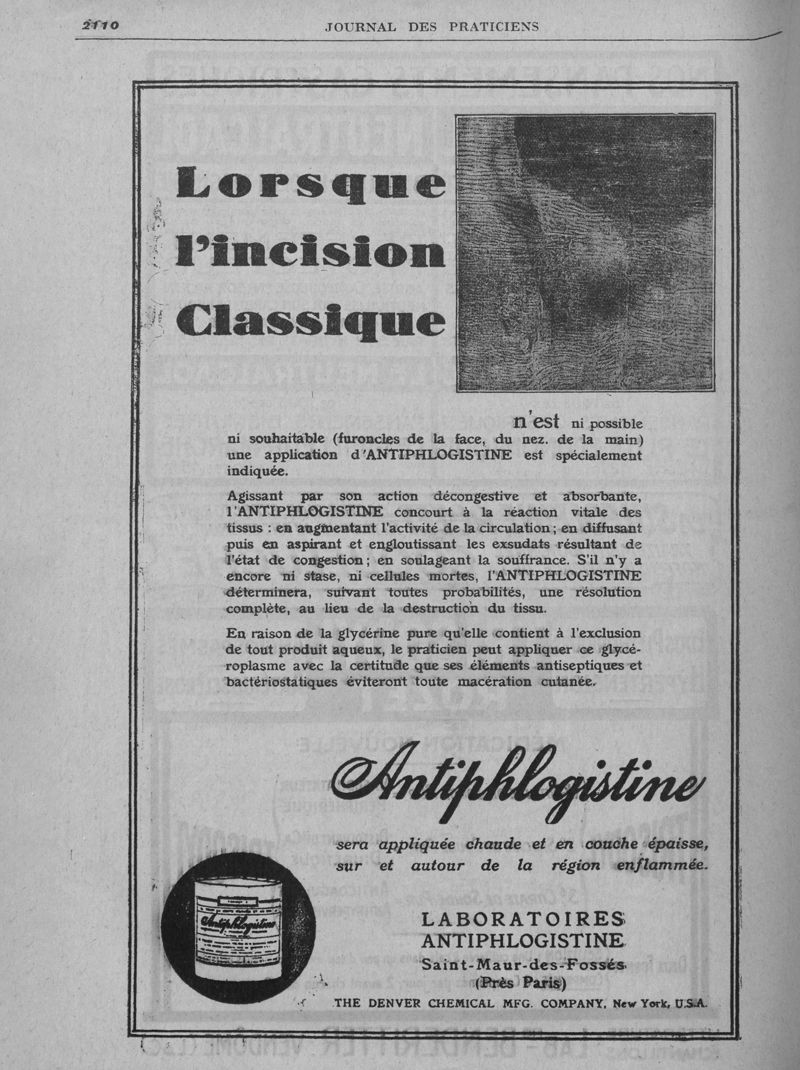 2110
JOURNAL DES PRATICIENS
Lorsque
l'incision
Classique
n'est ni possible
ni souhaitable (furoncles de la face, du nez. de la main)
une application d'ANTIPHLOGISTINE est spécialement
indiquée.
Agissant par son action décongestive et absorbante,
l'ANTIPHLOGISTINE concourt à la réaction vitale des
tissus : en augmentant l'activité de la circulation ; en diffusant
puis en aspirant et engloutissant les exsudats résultant de
l'état de congestion ; en soulageant la souffrance. S'il n'y a
encore ni stase, ni cellules mortes, l'ANTIPHLOGISTINE
déterminera, suivant toutes probabilités, une résolution
complète, au lieu de la destruction du tissu.
En raison de la glycérine pure qu'elle contient à l'exclusion
de tout produit aqueux, le praticien peut appliquer ce glycé-
roplasme avec la certitude que ses éléments antiseptiques et
bactériostatiques éviteront toute macération cutanée.
Antiphlogistine
sera appliquée chaude et en couche épaisse,
sur et autour de la région enflammée.
Antiphlogistine
LABORATOIRES
ANTIPHLOGISTINE
Saint-Maur-des-Fossés
(Près Paris)
THE DENVER CHEMICAL MFG. COMPANY, New York, U.S.A.